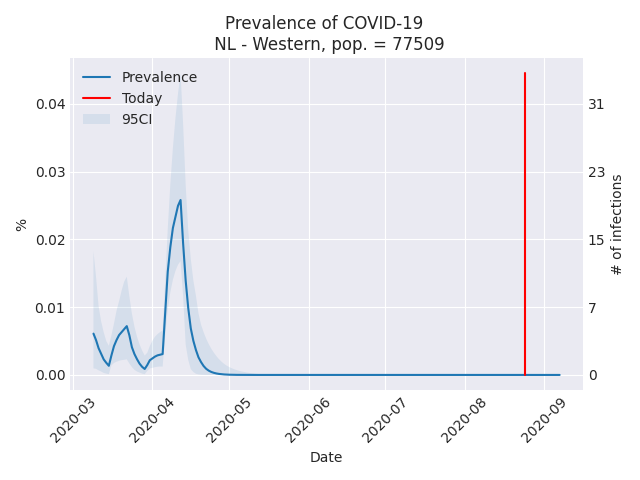 Prevalence of COVID-19
NL - Western, pop. = 77509
Prevalence
Today
95CI
0.04
0.03
0.02
0.01
0.00
%
31
23
15
7
0
# of infections
2020-03
2020-04
2020-05
2020-06
2020-07
2020-08
2020-09
Date